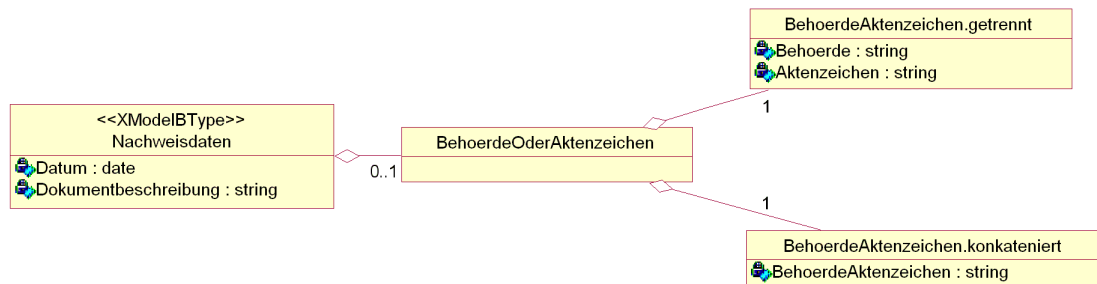 <<XModelBType>>
Nachweisdaten
Datum : date
Dokumentbeschreibung : string
0..1
BehoerdeOderAktenzeichen
BehoerdeAktenzeichen.getrennt
Behoerde : string
Aktenzeichen : string
1
1
BehoerdeAktenzeichen.konkateniert
BehoerdeAktenzeichen : string